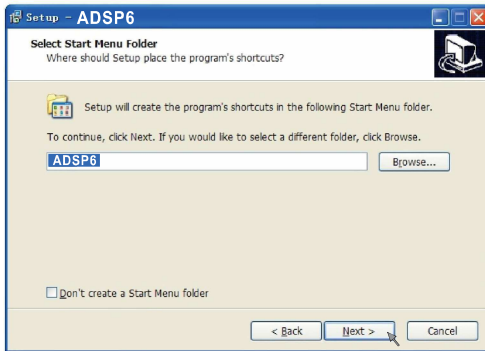 Setup - ADSP6
Select Start Menu Folder
Where should Setup place the program's shortcuts?
Setup will create the program's shortcuts in the following Start Menu folder.
To continue, click Next. If you would like to select a different folder, click Browse.
ADSP6
Browse...
Don't create a Start Menu folder
< Back
Next >
Cancel